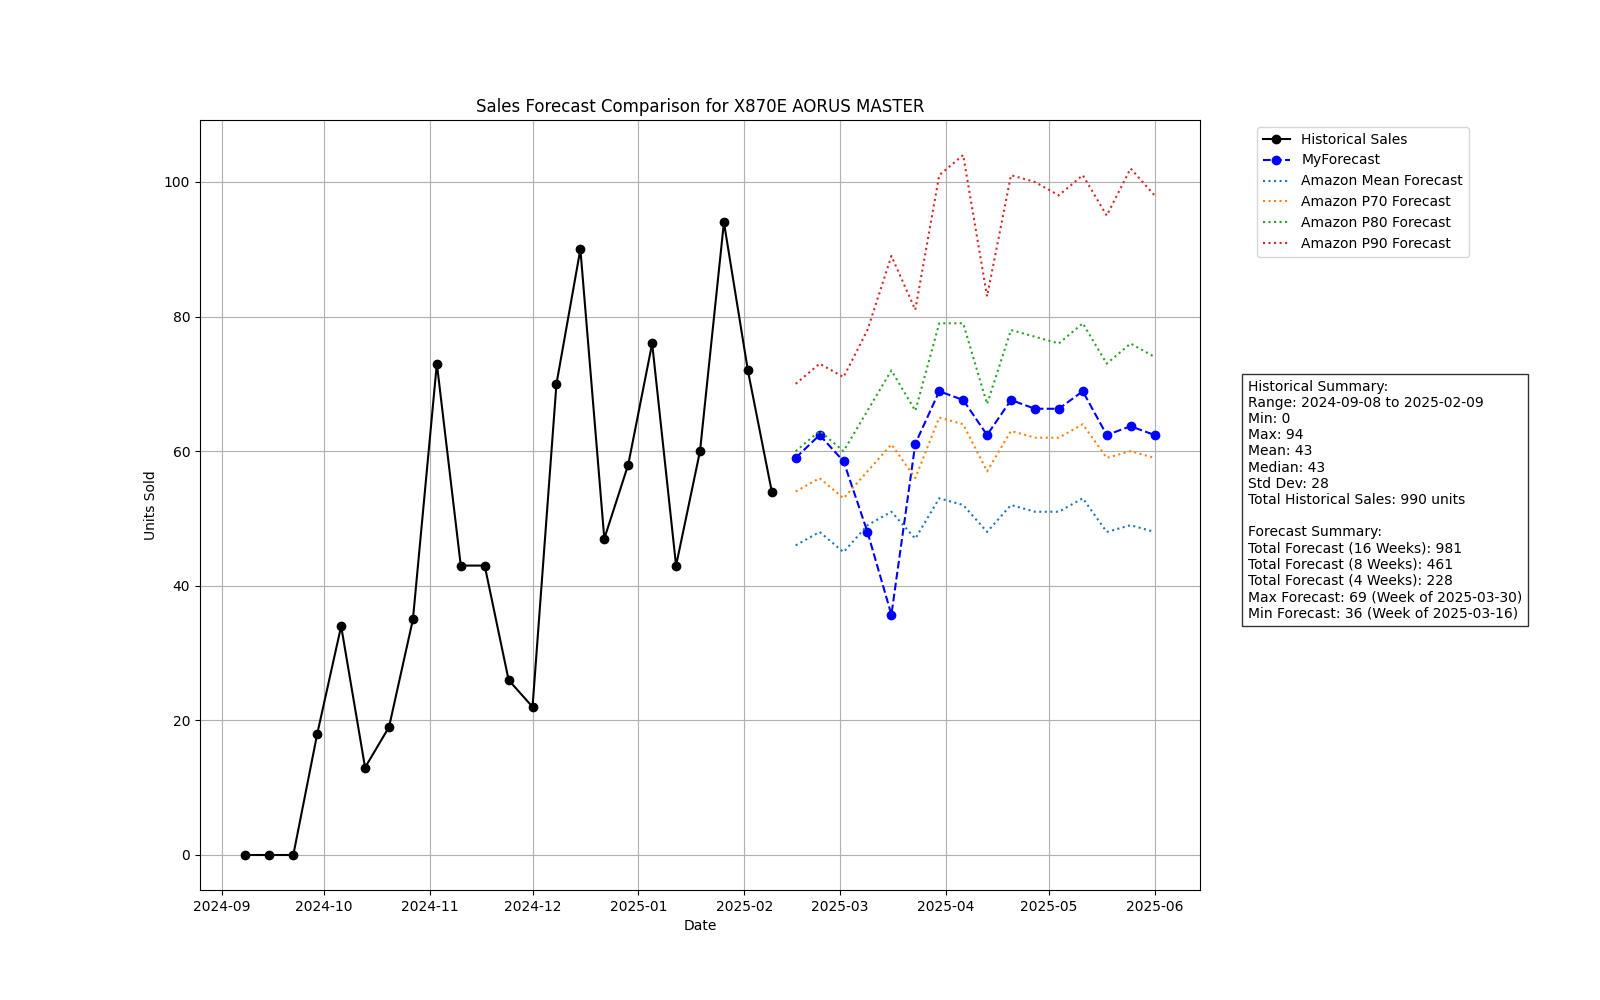 Sales Forecast Comparison for X870E AORUS MASTER
Units Sold
100
80
60
40
20
0
2024-09
2024-10
2024-11
2024-12
2025-01
2025-02
2025-03
2025-04
2025-05
2025-06
Date
Historical Sales
MyForecast
Amazon Mean Forecast
Amazon P70 Forecast
Amazon P80 Forecast
Amazon P90 Forecast
Historical Summary:
Range: 2024-09-08 to 2025-02-09
Min: 0
Max: 94
Mean: 43
Median: 43
Std Dev: 28
Total Historical Sales: 990 units
Forecast Summary:
Total Forecast (16 Weeks): 981
Total Forecast (8 Weeks): 461
Total Forecast (4 Weeks): 228
Max Forecast: 69 (Week of 2025-03-30)
Min Forecast: 36 (Week of 2025-03-16)